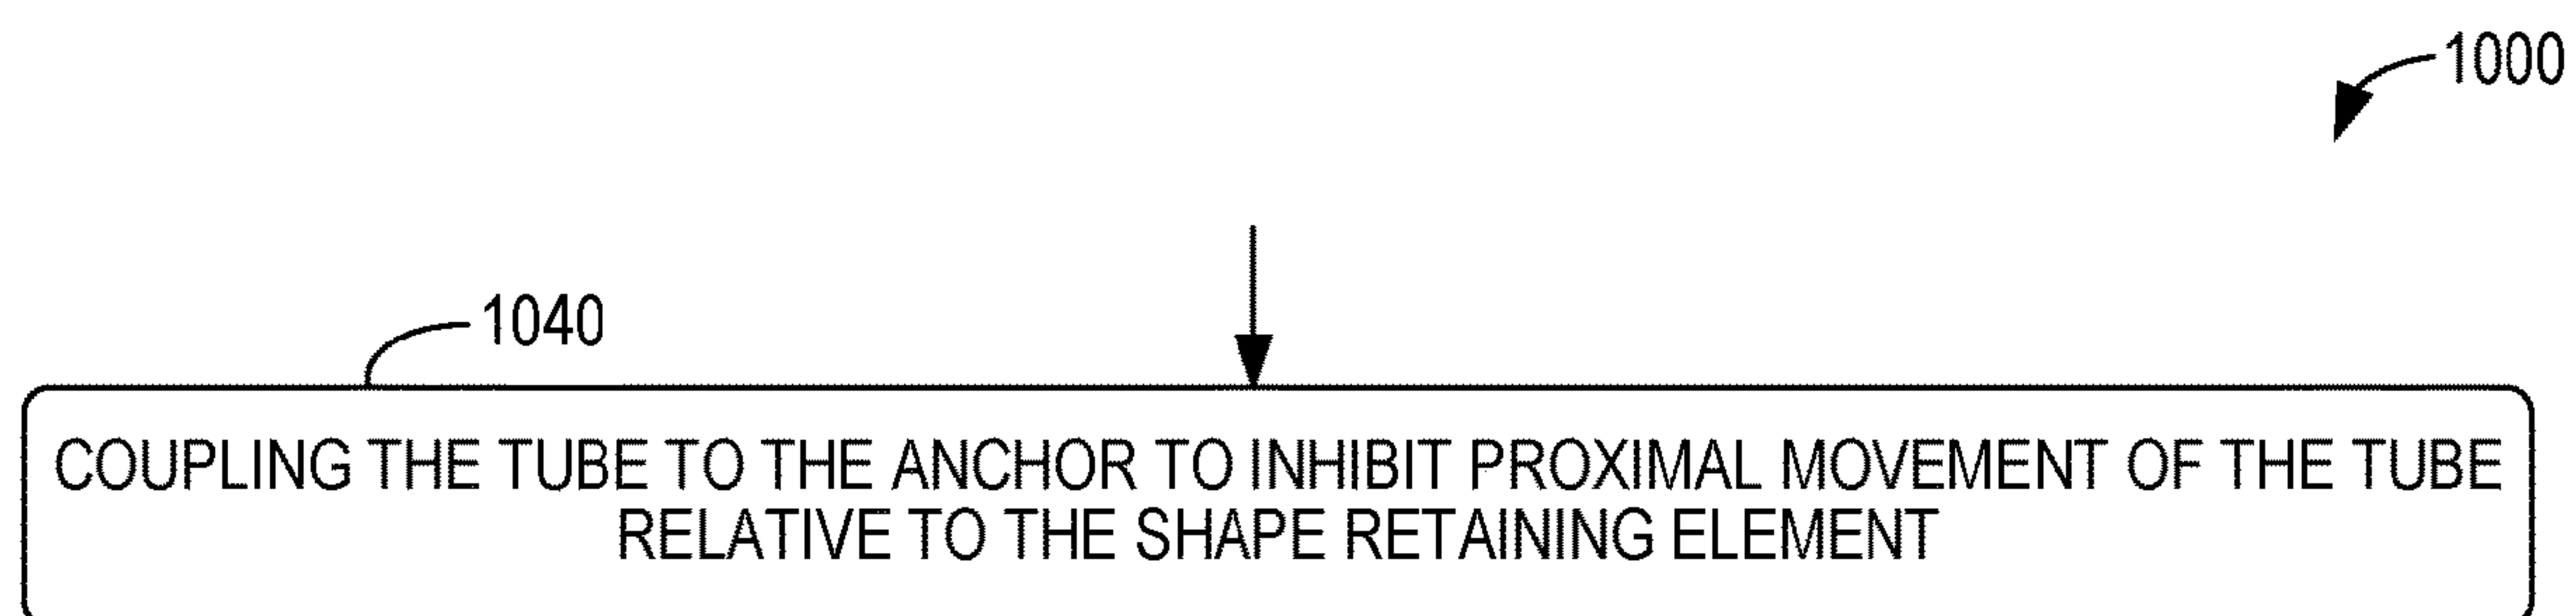 1000
1040
COUPLING THE TUBE TO THE ANCHOR TO INHIBIT PROXIMAL MOVEMENT OF THE TUBE
RELATIVE TO THE SHAPE RETAINING ELEMENT